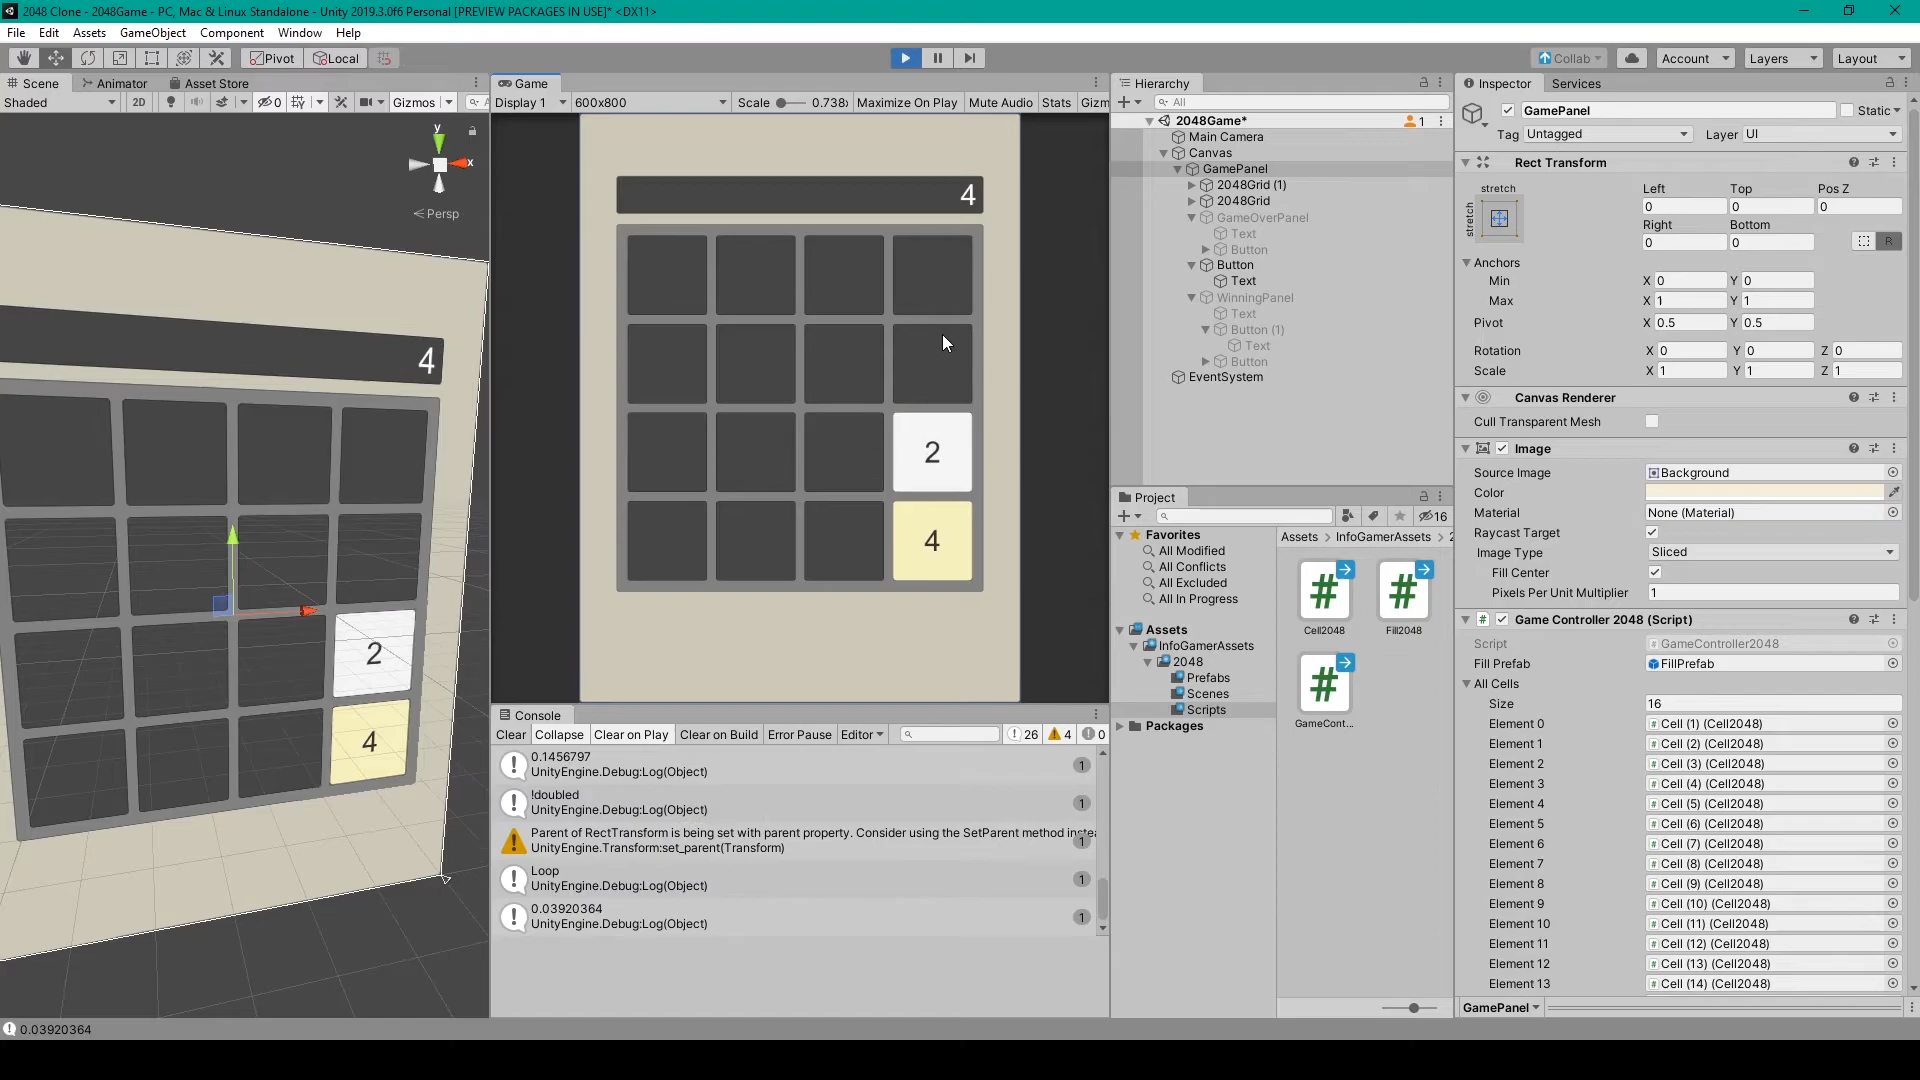 2048 Clone - 2048Game - PC, Mac & Linux Standalone - Unity 2019.3.0f6 Personal [PREVIEW PACKAGES IN USE]* <DX11>
File Edit Assets GameObject Component Window Help
Pivot Local Collab Account Layers Layout
Scene Animator Asset Store
Shaded 2D 0 Gizmos A
y
x
Persp
4
2
4
Game
Display 1 600x800 Scale 0.738x Maximize On Play Mute Audio Stats Gizm
4
2
4
Console
Clear Collapse Clear on Play Clear on Build Error Pause Editor 26 4 0
0.1456797
UnityEngine.Debug:Log(Object) 1
!doubled
UnityEngine.Debug:Log(Object) 1
Parent of RectTransform is being set with parent property. Consider using the SetParent method inste
UnityEngine.Transform:set_parent(Transform) 1
Loop
UnityEngine.Debug:Log(Object) 1
0.03920364
UnityEngine.Debug:Log(Object) 1
0.03920364
Hierarchy
All
2048Game* 1
Main Camera
Canvas
GamePanel
2048Grid (1)
2048Grid
GameOverPanel
Text
Button
Button
Text
WinningPanel
Text
Button (1)
Text
Button
EventSystem
Project
16
Favorites
All Modified
All Conflicts
All Excluded
All In Progress
Assets
InfoGamerAssets
2048
Prefabs
Scenes
Scripts
Packages
Assets InfoGamerAssets 2
Cell2048 Fill2048
GameCont...
Inspector Services
GamePanel Static
Tag Untagged Layer UI
Rect Transform
stretch Left Top Pos Z
stretch 0 0 0
Right Bottom
0 0 R
Anchors
Min X 0 Y 0
Max X 1 Y 1
Pivot X 0.5 Y 0.5
Rotation X 0 Y 0 Z 0
Scale X 1 Y 1 Z 1
Canvas Renderer
Cull Transparent Mesh
Image
Source Image Background
Color
Material None (Material)
Raycast Target
Image Type Sliced
Fill Center
Pixels Per Unit Multiplier 1
Game Controller 2048 (Script)
Script GameController2048
Fill Prefab FillPrefab
All Cells
Size 16
Element 0 Cell (1) (Cell2048)
Element 1 Cell (2) (Cell2048)
Element 2 Cell (3) (Cell2048)
Element 3 Cell (4) (Cell2048)
Element 4 Cell (5) (Cell2048)
Element 5 Cell (6) (Cell2048)
Element 6 Cell (7) (Cell2048)
Element 7 Cell (8) (Cell2048)
Element 8 Cell (9) (Cell2048)
Element 9 Cell (10) (Cell2048)
Element 10 Cell (11) (Cell2048)
Element 11 Cell (12) (Cell2048)
Element 12 Cell (13) (Cell2048)
Element 13 Cell (14) (Cell2048)
GamePanel